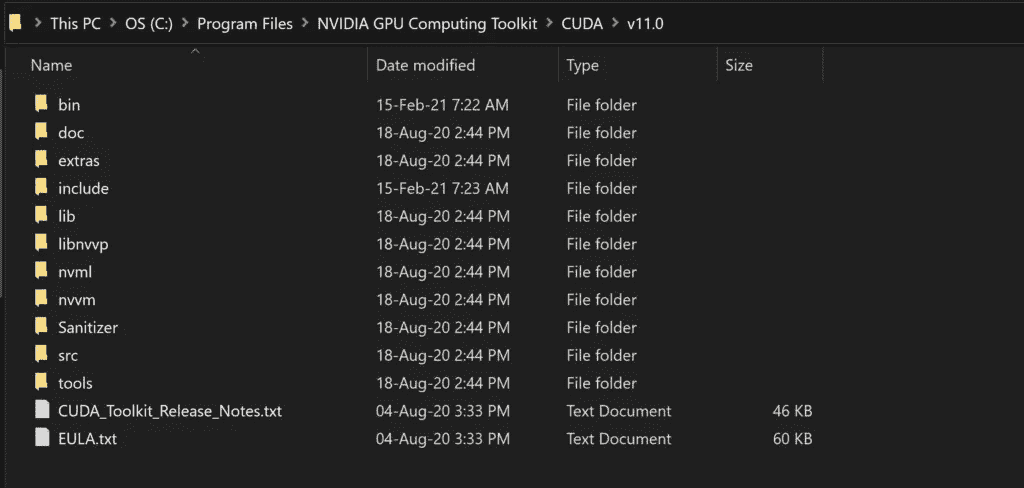 This PC > OS (C:) > Program Files > NVIDIA GPU Computing Toolkit > CUDA > v11.0
Name Date modified Type Size
bin 15-Feb-21 7:22 AM File folder
doc 18-Aug-20 2:44 PM File folder
extras 18-Aug-20 2:44 PM File folder
include 15-Feb-21 7:23 AM File folder
lib 18-Aug-20 2:44 PM File folder
libnvvp 18-Aug-20 2:44 PM File folder
nvml 18-Aug-20 2:44 PM File folder
nvvm 18-Aug-20 2:44 PM File folder
Sanitizer 18-Aug-20 2:44 PM File folder
src 18-Aug-20 2:44 PM File folder
tools 18-Aug-20 2:44 PM File folder
CUDA_Toolkit_Release_Notes.txt 04-Aug-20 3:33 PM Text Document 46 KB
EULA.txt 04-Aug-20 3:33 PM Text Document 60 KB